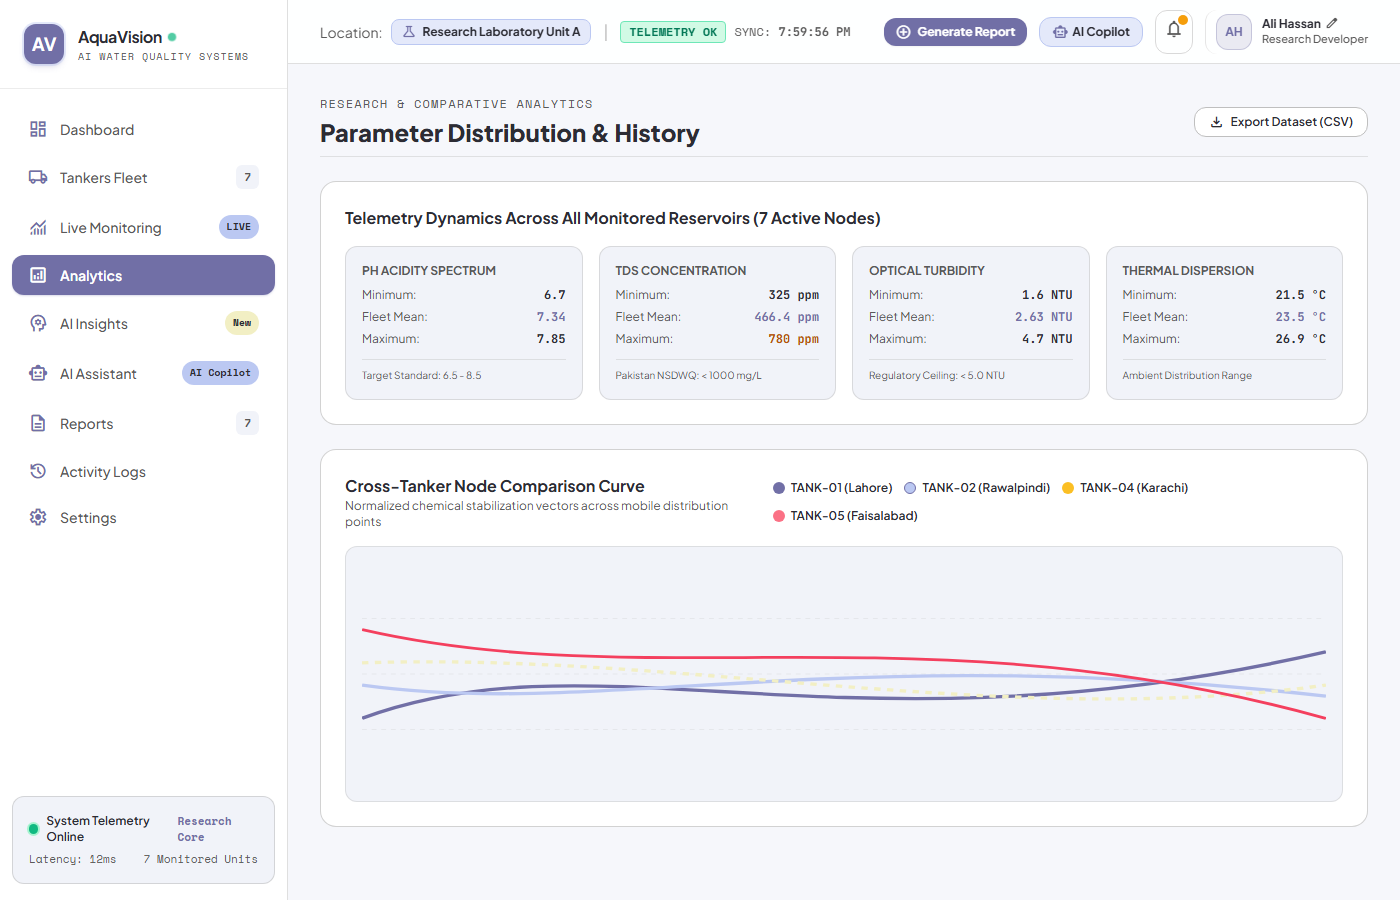 AV
AquaVision
AI WATER QUALITY SYSTEMS
Dashboard
Tankers Fleet 7
Live Monitoring LIVE
Analytics
AI Insights New
AI Assistant AI Copilot
Reports 7
Activity Logs
Settings
System Telemetry Online Research Core
Latency: 12ms 7 Monitored Units
Location: Research Laboratory Unit A TELEMETRY OK SYNC: 7:59:56 PM Generate Report AI Copilot AH Ali Hassan
Research Developer
RESEARCH & COMPARATIVE ANALYTICS
Parameter Distribution & History
Export Dataset (CSV)
Telemetry Dynamics Across All Monitored Reservoirs (7 Active Nodes)
PH ACIDITY SPECTRUM
Minimum: 6.7
Fleet Mean: 7.34
Maximum: 7.85
Target Standard: 6.5 - 8.5
TDS CONCENTRATION
Minimum: 325 ppm
Fleet Mean: 466.4 ppm
Maximum: 780 ppm
Pakistan NSDWQ: < 1000 mg/L
OPTICAL TURBIDITY
Minimum: 1.6 NTU
Fleet Mean: 2.63 NTU
Maximum: 4.7 NTU
Regulatory Ceiling: < 5.0 NTU
THERMAL DISPERSION
Minimum: 21.5 °C
Fleet Mean: 23.5 °C
Maximum: 26.9 °C
Ambient Distribution Range
Cross-Tanker Node Comparison Curve
Normalized chemical stabilization vectors across mobile distribution
points
TANK-01 (Lahore) TANK-02 (Rawalpindi) TANK-04 (Karachi)
TANK-05 (Faisalabad)